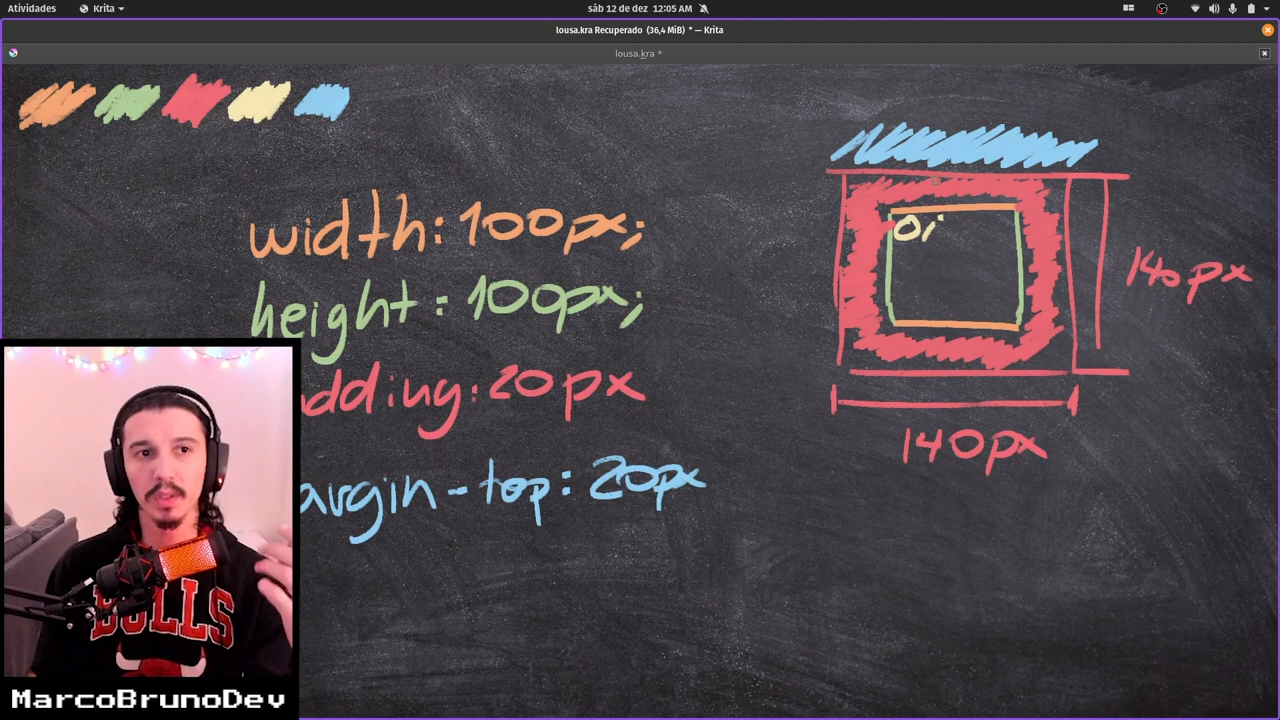 Atividades Krita sáb 12 de dez 12:05 AM
lousa.kra Recuperado (36,4 MiB) * — Krita
lousa.kra *
width: 100px;
height: 100px;
adding: 20px
argin-top: 20px
oi
140px
140px
BULLS
MarcoBrunoDev